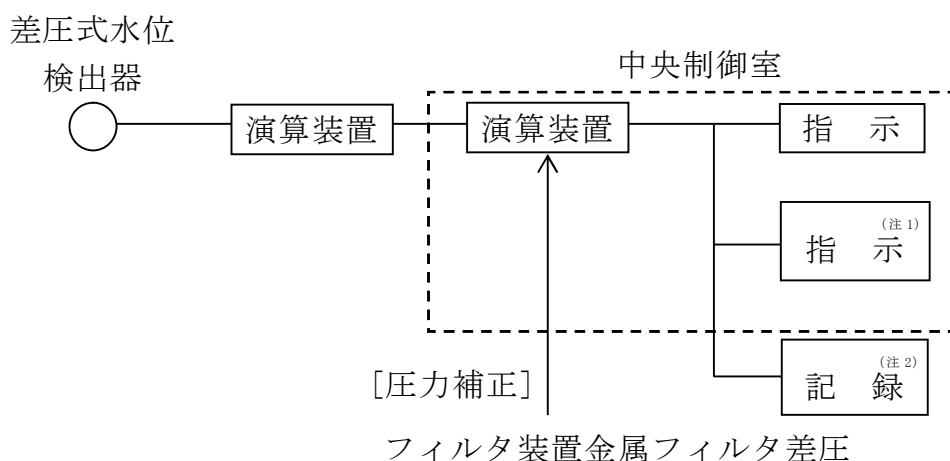 差圧式水位
検出器
中央制御室
演算装置
演算装置
指　示
指　示(注1)
記　録(注2)
[圧力補正]
フィルタ装置金属フィルタ差圧